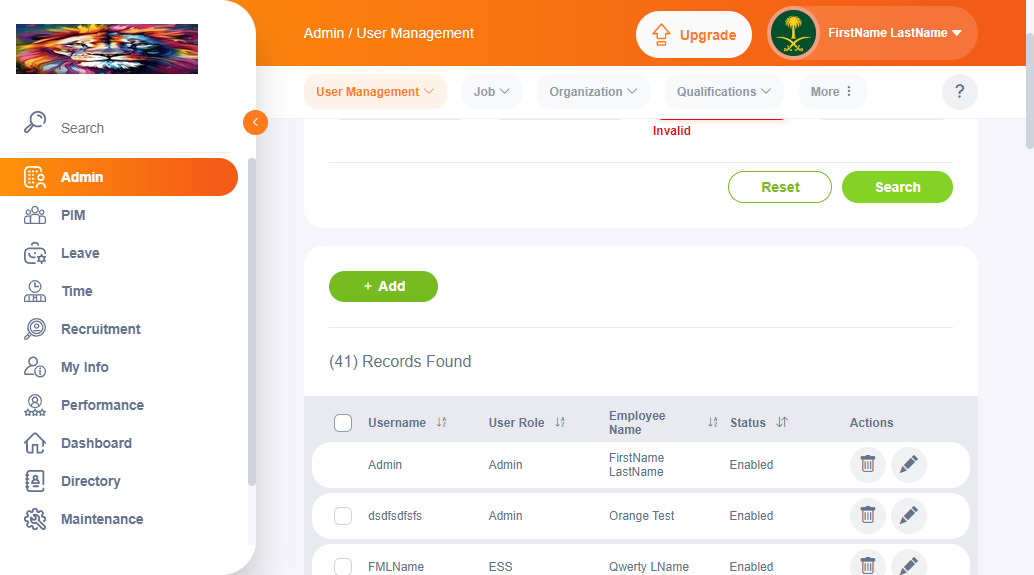 Admin / User Management
Upgrade
FirstName LastName
User Management
Job
Organization
Qualifications
More
?
Search
Admin
PIM
Leave
Time
Recruitment
My Info
Performance
Dashboard
Directory
Maintenance
Invalid
Reset
Search
+ Add
(41) Records Found
Username
User Role
Employee
Name
Status
Actions
Admin
Admin
FirstName
LastName
Enabled
dsdfsdfsfs
Admin
Orange Test
Enabled
FMLName
ESS
Qwerty LName
Enabled